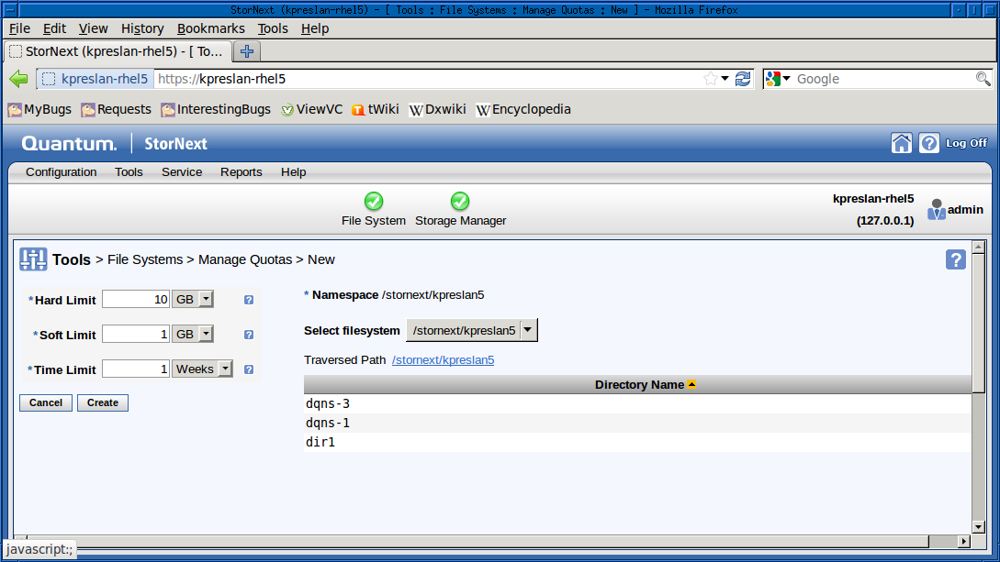 StorNext (kpreslan-rhel5) - [ Tools : File Systems : Manage Quotas : New ] - Mozilla Firefox
File Edit View History Bookmarks Tools Help
StorNext (kpreslan-rhel5) - [ To...
kpreslan-rhel5 https://kpreslan-rhel5 Google
MyBugs Requests InterestingBugs ViewVC tWiki Dxwiki Encyclopedia
Quantum. StorNext ? Log Off
Configuration Tools Service Reports Help
File System Storage Manager
kpreslan-rhel5
(127.0.0.1)
admin
Tools > File Systems > Manage Quotas > New ?
*Hard Limit 10 GB ?
*Soft Limit 1 GB ?
*Time Limit 1 Weeks ?
Cancel Create
* Namespace /stornext/kpreslan5
Select filesystem /stornext/kpreslan5
Traversed Path /stornext/kpreslan5
Directory Name
dqns-3
dqns-1
dir1
javascript:;